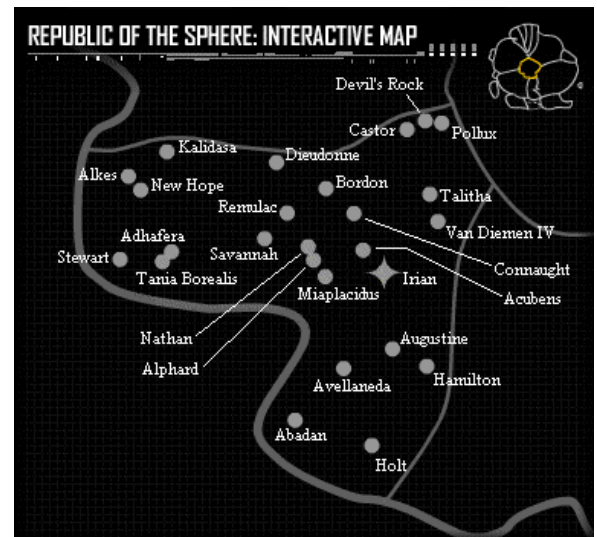 REPUBLIC OF THE SPHERE: INTERACTIVE MAP
Devil's Rock
Castor
Pollux
Kalidasa
Dieudonne
Alkes
New Hope
Bordon
Talitha
Remulac
Van Diemen IV
Adhafera
Savannah
Stewart
Tania Borealis
Connaught
Irian
Miaplacidus
Acubens
Nathan
Augustine
Alphard
Hamilton
Avellaneda
Abadan
Holt